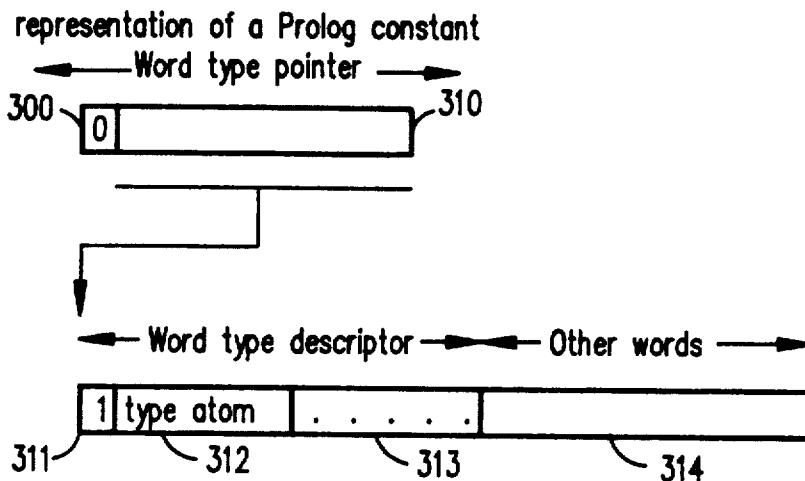 representation of a Prolog constant
Word type pointer
300 0 310
Word type descriptor Other words
1 type atom . . . . .
311 312 313 314